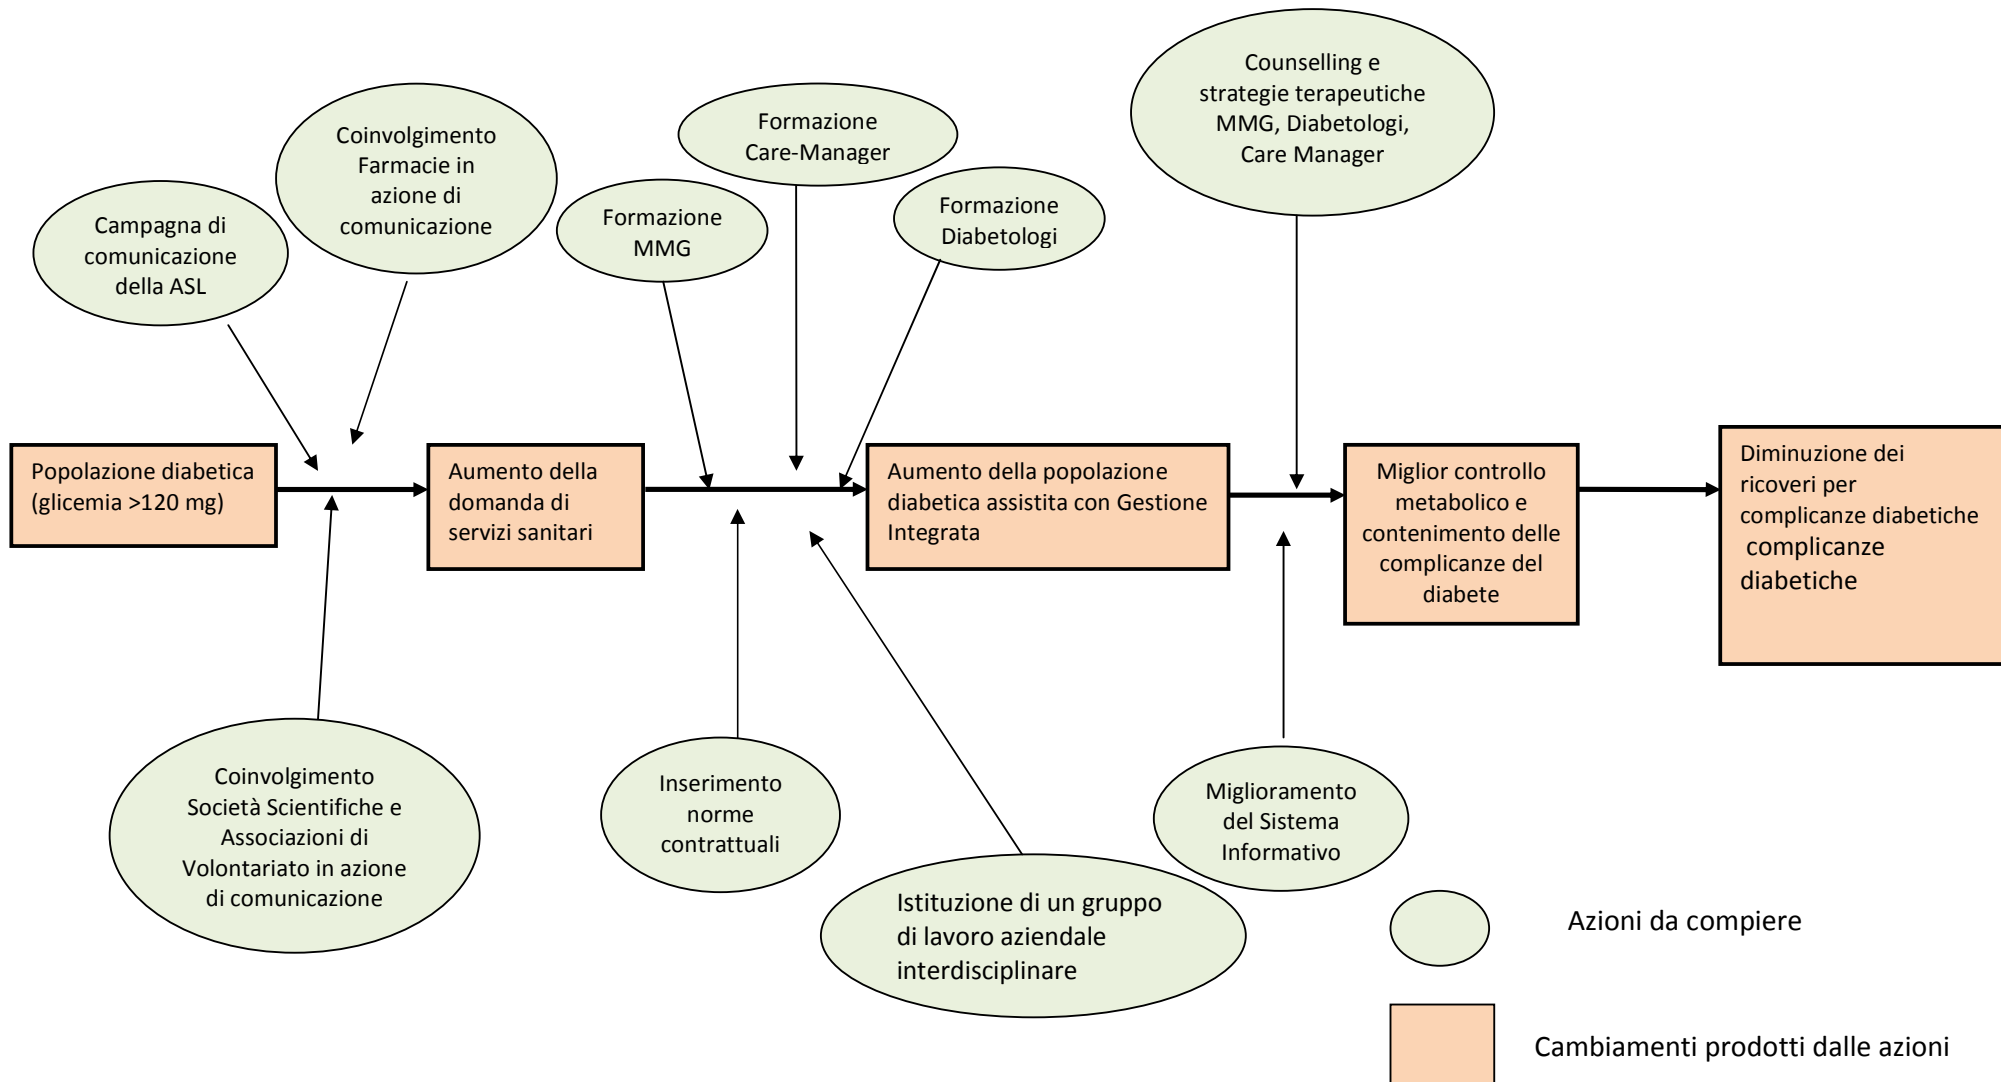 Counselling e
strategie terapeutiche
MMG, Diabetologi,
Care Manager
Formazione
Care-Manager
Coinvolgimento
Farmacie in
azione di
comunicazione
Campagna di
comunicazione
della ASL
Formazione
MMG
Formazione
Diabetologi
Popolazione diabetica
(glicemia >120 mg)
Aumento della
domanda di
servizi sanitari
Aumento della popolazione
diabetica assistita con Gestione
Integrata
Miglior controllo
metabolico e
contenimento delle
complicanze del
diabete
Diminuzione dei
ricoveri per
complicanze diabetiche
complicanze
diabetiche
Coinvolgimento
Società Scientifiche e
Associazioni di
Volontariato in azione
di comunicazione
Inserimento
norme
contrattuali
Istituzione di un gruppo
di lavoro aziendale
interdisciplinare
Miglioramento
del Sistema
Informativo
Azioni da compiere
Cambiamenti prodotti dalle azioni